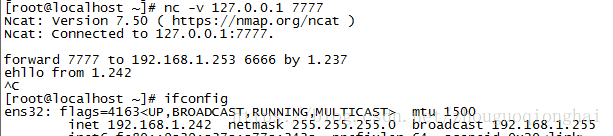 [root@localhost ~]# nc -v 127.0.0.1 7777
Ncat: Version 7.50 ( https://nmap.org/ncat )
Ncat: Connected to 127.0.0.1:7777.
forward 7777 to 192.168.1.253 6666 by 1.237
ehllo from 1.242
^C
[root@localhost ~]# ifconfig
ens32: flags=4163<UP,BROADCAST,RUNNING,MULTICAST> mtu 1500
inet 192.168.1.242 netmask 255.255.255.0 broadcast 192.168.1.255